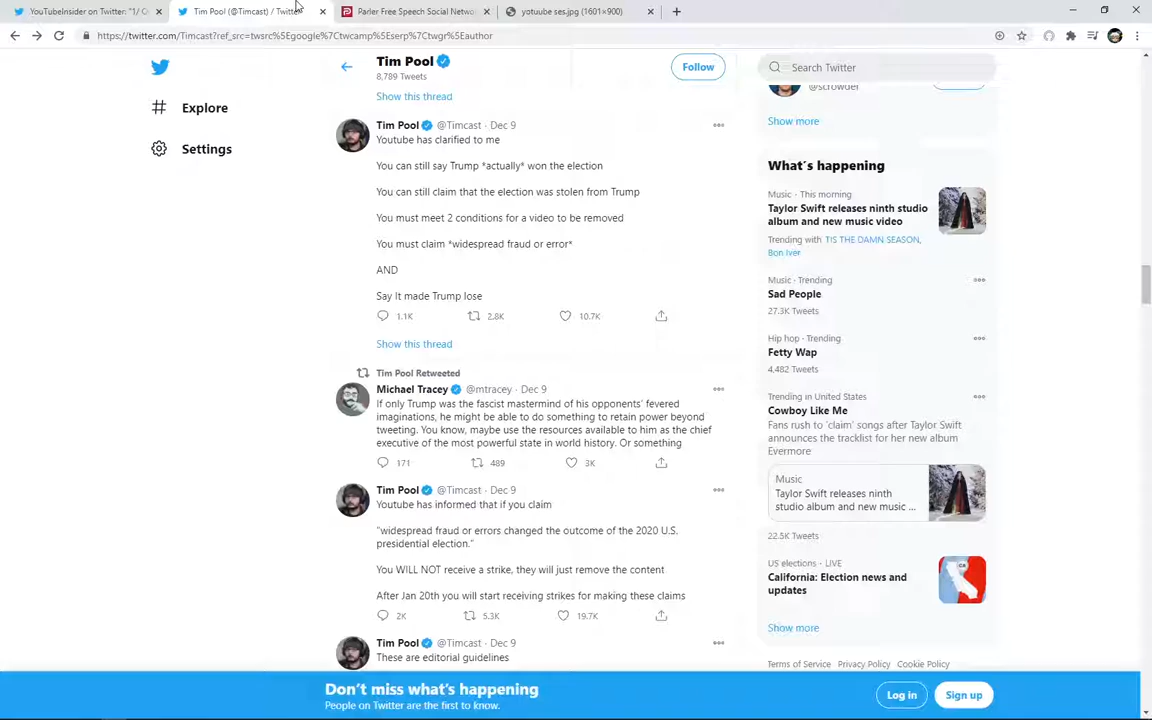 YouTubeInsider on Twitter: "1/ C
Tim Pool (@Timcast) / Twitter
Parler Free Speech Social Netwo
yotuube ses.jpg (1601×900)
https://twitter.com/Timcast?ref_src=twsrc%5Egoogle%7Ctwcamp%5Eserp%7Ctwgr%5Eauthor
Explore
Settings
Tim Pool
8,789 Tweets
Follow
Show this thread
Tim Pool @Timcast · Dec 9
Youtube has clarified to me
You can still say Trump *actually* won the election
You can still claim that the election was stolen from Trump
You must meet 2 conditions for a video to be removed
You must claim *widespread fraud or error*
AND
Say It made Trump lose
1.1K 2.8K 10.7K
Show this thread
Tim Pool Retweeted
Michael Tracey @mtracey · Dec 9
If only Trump was the fascist mastermind of his opponents' fevered
imaginations, he might be able to do something to retain power beyond
tweeting. You know, maybe use the resources available to him as the chief
executive of the most powerful state in world history. Or something
171 489 3K
Tim Pool @Timcast · Dec 9
Youtube has informed that if you claim
"widespread fraud or errors changed the outcome of the 2020 U.S.
presidential election."
You WILL NOT receive a strike, they will just remove the content
After Jan 20th you will start receiving strikes for making these claims
2K 5.3K 19.7K
Tim Pool @Timcast · Dec 9
These are editorial guidelines
Search Twitter
@scrowder
Show more
What's happening
Music · This morning
Taylor Swift releases ninth studio
album and new music video
Trending with TIS THE DAMN SEASON,
Bon Iver
Music · Trending
Sad People
27.3K Tweets
Hip hop · Trending
Fetty Wap
4,482 Tweets
Trending in United States
Cowboy Like Me
Fans rush to 'claim' songs after Taylor Swift
announces the tracklist for her new album
Evermore
Music
Taylor Swift releases ninth
studio album and new music ...
22.5K Tweets
US elections · LIVE
California: Election news and
updates
Show more
Terms of Service Privacy Policy Cookie Policy
Don't miss what's happening
People on Twitter are the first to know.
Log in
Sign up